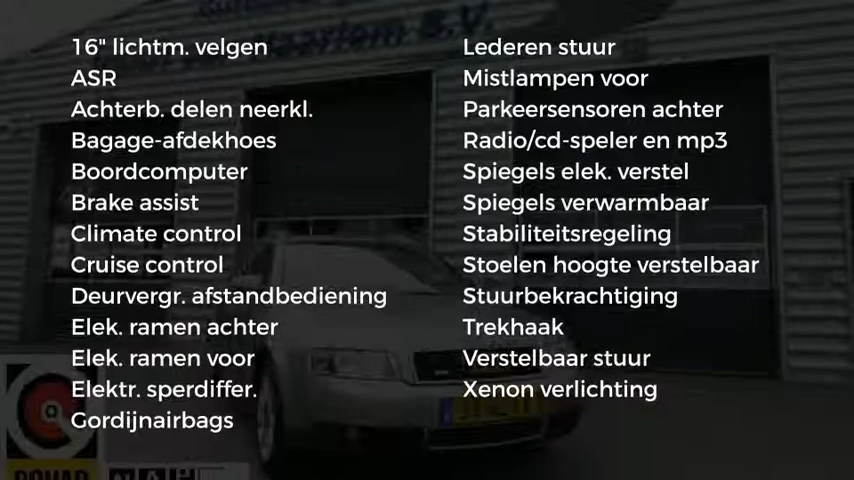 16" lichtm. velgen
ASR
Achterb. delen neerkl.
Bagage-afdekhoes
Boordcomputer
Brake assist
Climate control
Cruise control
Deurvergr. afstandbediening
Elek. ramen achter
Elek. ramen voor
Elektr. sperdiffer.
Gordijnairbags
Lederen stuur
Mistlampen voor
Parkeersensoren achter
Radio/cd-speler en mp3
Spiegels elek. verstel
Spiegels verwarmbaar
Stabiliteitsregeling
Stoelen hoogte verstelbaar
Stuurbekrachtiging
Trekhaak
Verstelbaar stuur
Xenon verlichting
BOVAG